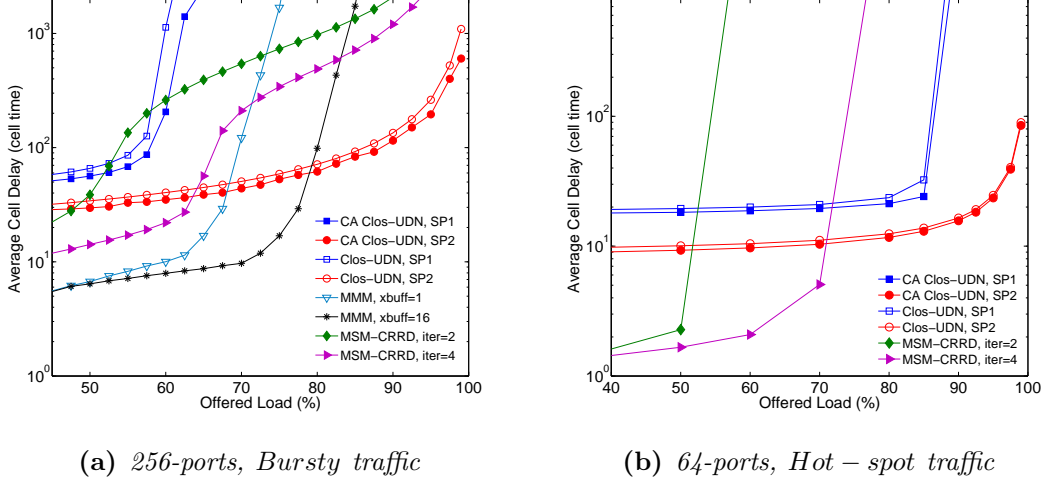 10^3
10^2
10^1
10^0
Average Cell Delay (cell time)
50 60 70 80 90 100
Offered Load (%)
CA Clos−UDN, SP1
CA Clos−UDN, SP2
Clos−UDN, SP1
Clos−UDN, SP2
MMM, xbuff=1
MMM, xbuff=16
MSM−CRRD, iter=2
MSM−CRRD, iter=4
(a) 256-ports, Bursty traffic
10^2
10^1
10^0
Average Cell Delay (cell time)
40 50 60 70 80 90 100
Offered Load (%)
CA Clos−UDN, SP1
CA Clos−UDN, SP2
Clos−UDN, SP1
Clos−UDN, SP2
MSM−CRRD, iter=2
MSM−CRRD, iter=4
(b) 64-ports, Hot − spot traffic